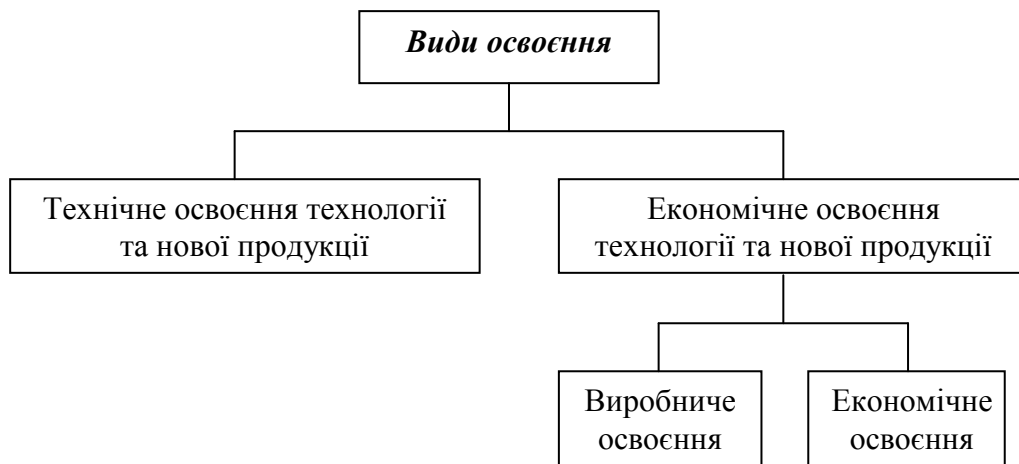 Види освоєння
Технічне освоєння технології
та нової продукції
Економічне освоєння
технології та нової продукції
Виробниче
освоєння
Економічне
освоєння